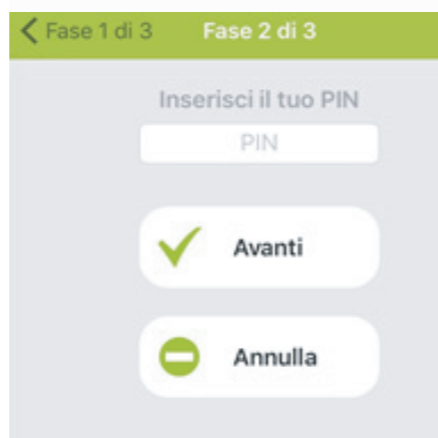 Fase 1 di 3 Fase 2 di 3
Inserisci il tuo PIN
PIN
Avanti
Annulla